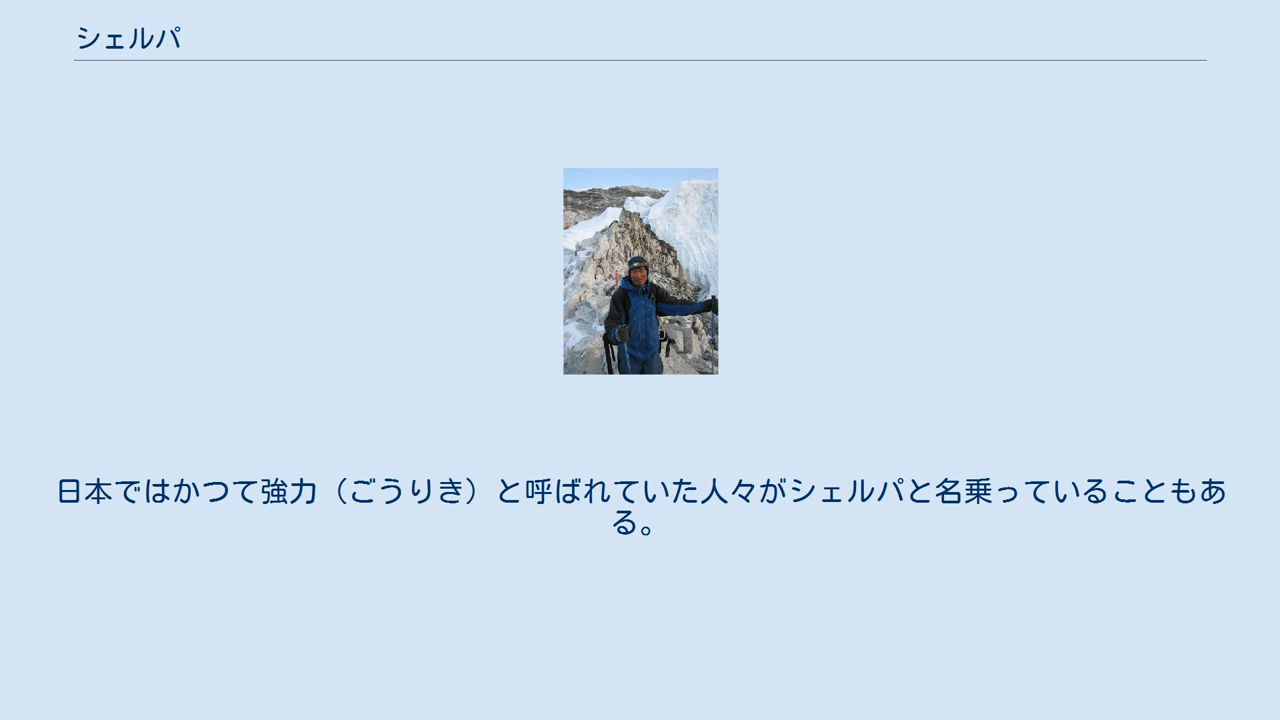 シェルパ
日本ではかつて強力（ごうりき）と呼ばれていた人々がシェルパと名乗っていることもあ
る。